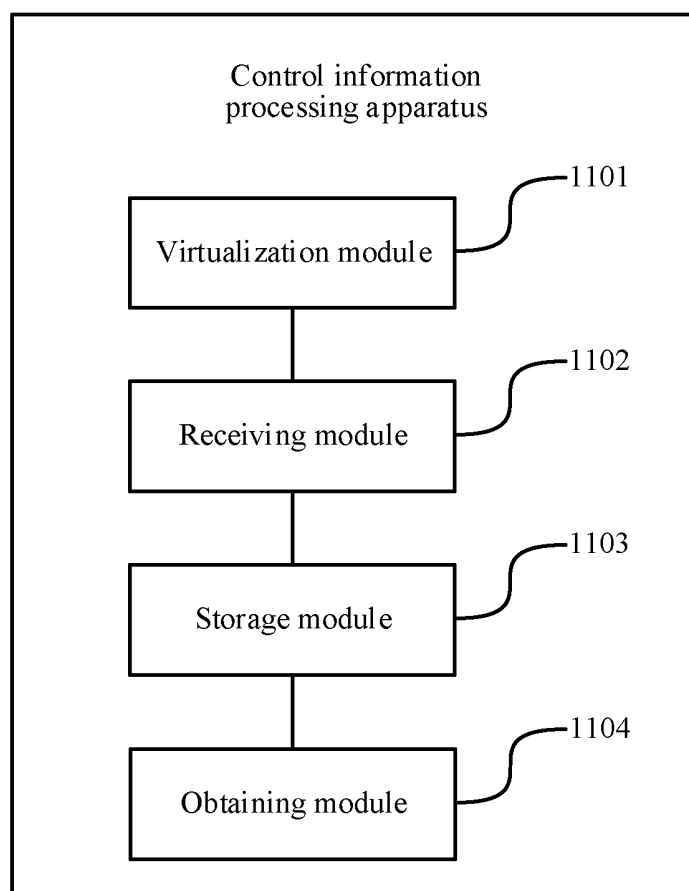 Control information
processing apparatus
1101
Virtualization module
1102
Receiving module
1103
Storage module
1104
Obtaining module